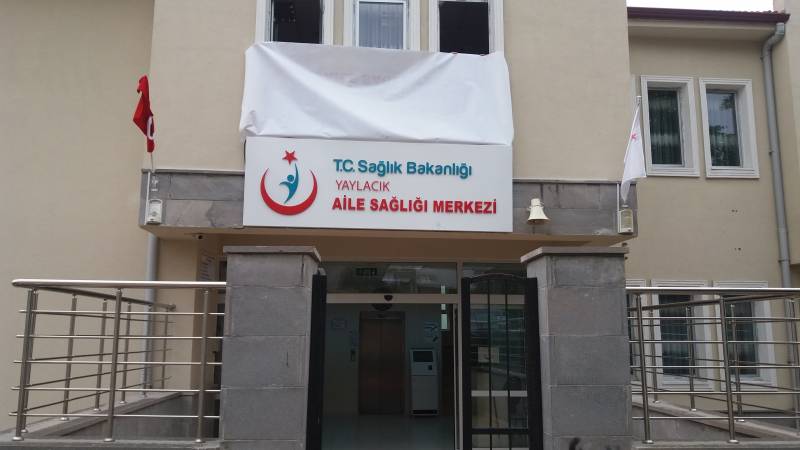 T.C. Sağlık Bakanlığı
YAYLACIK
AİLE SAĞLIĞI MERKEZİ